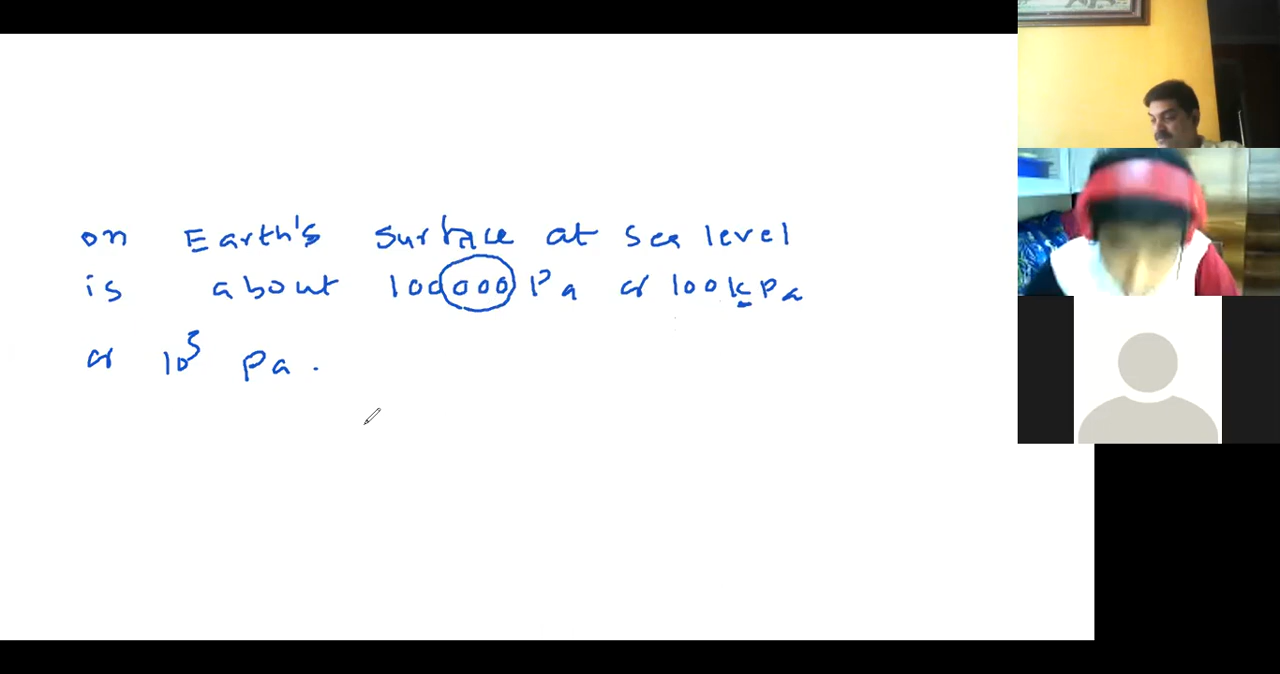 on Earth's surface at sea level
is about 100000 Pa or 100kPa
or 10⁵ Pa.